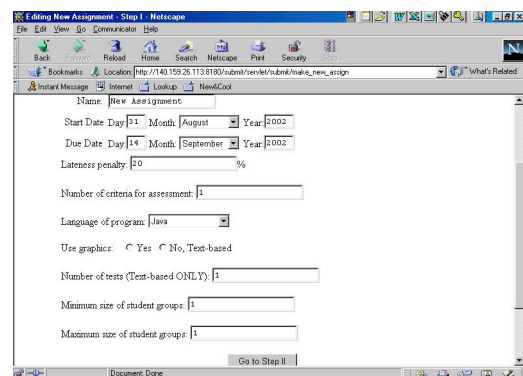 Editing New Assignment - Step I - Netscape
File Edit View Go Communicator Help
Back Forward Reload Home Search Netscape Print Security Stop
Bookmarks Location: http://140.159.26.113:8180/submit/servlet/submit/make_new_assign What's Related
Instant Message Internet Lookup New&Cool
Name: New Assignment
Start Date Day: 31 Month: August Year: 2002
Due Date Day: 14 Month: September Year: 2002
Lateness penalty: 20 %
Number of criteria for assessment: 1
Language of program: Java
Use graphics: Yes No, Text-based
Number of tests (Text-based ONLY): 1
Minimum size of student groups: 1
Maximum size of student groups: 1
Go to Step II
Document: Done